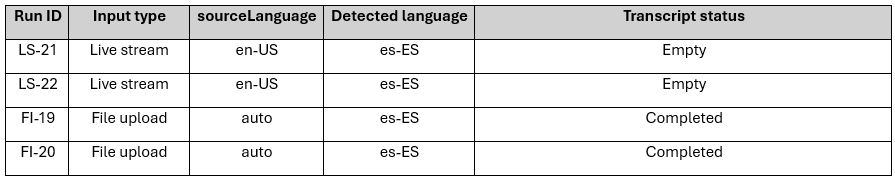 Run ID Input type sourceLanguage Detected language Transcript status
LS-21 Live stream en-US es-ES Empty
LS-22 Live stream en-US es-ES Empty
FI-19 File upload auto es-ES Completed
FI-20 File upload auto es-ES Completed